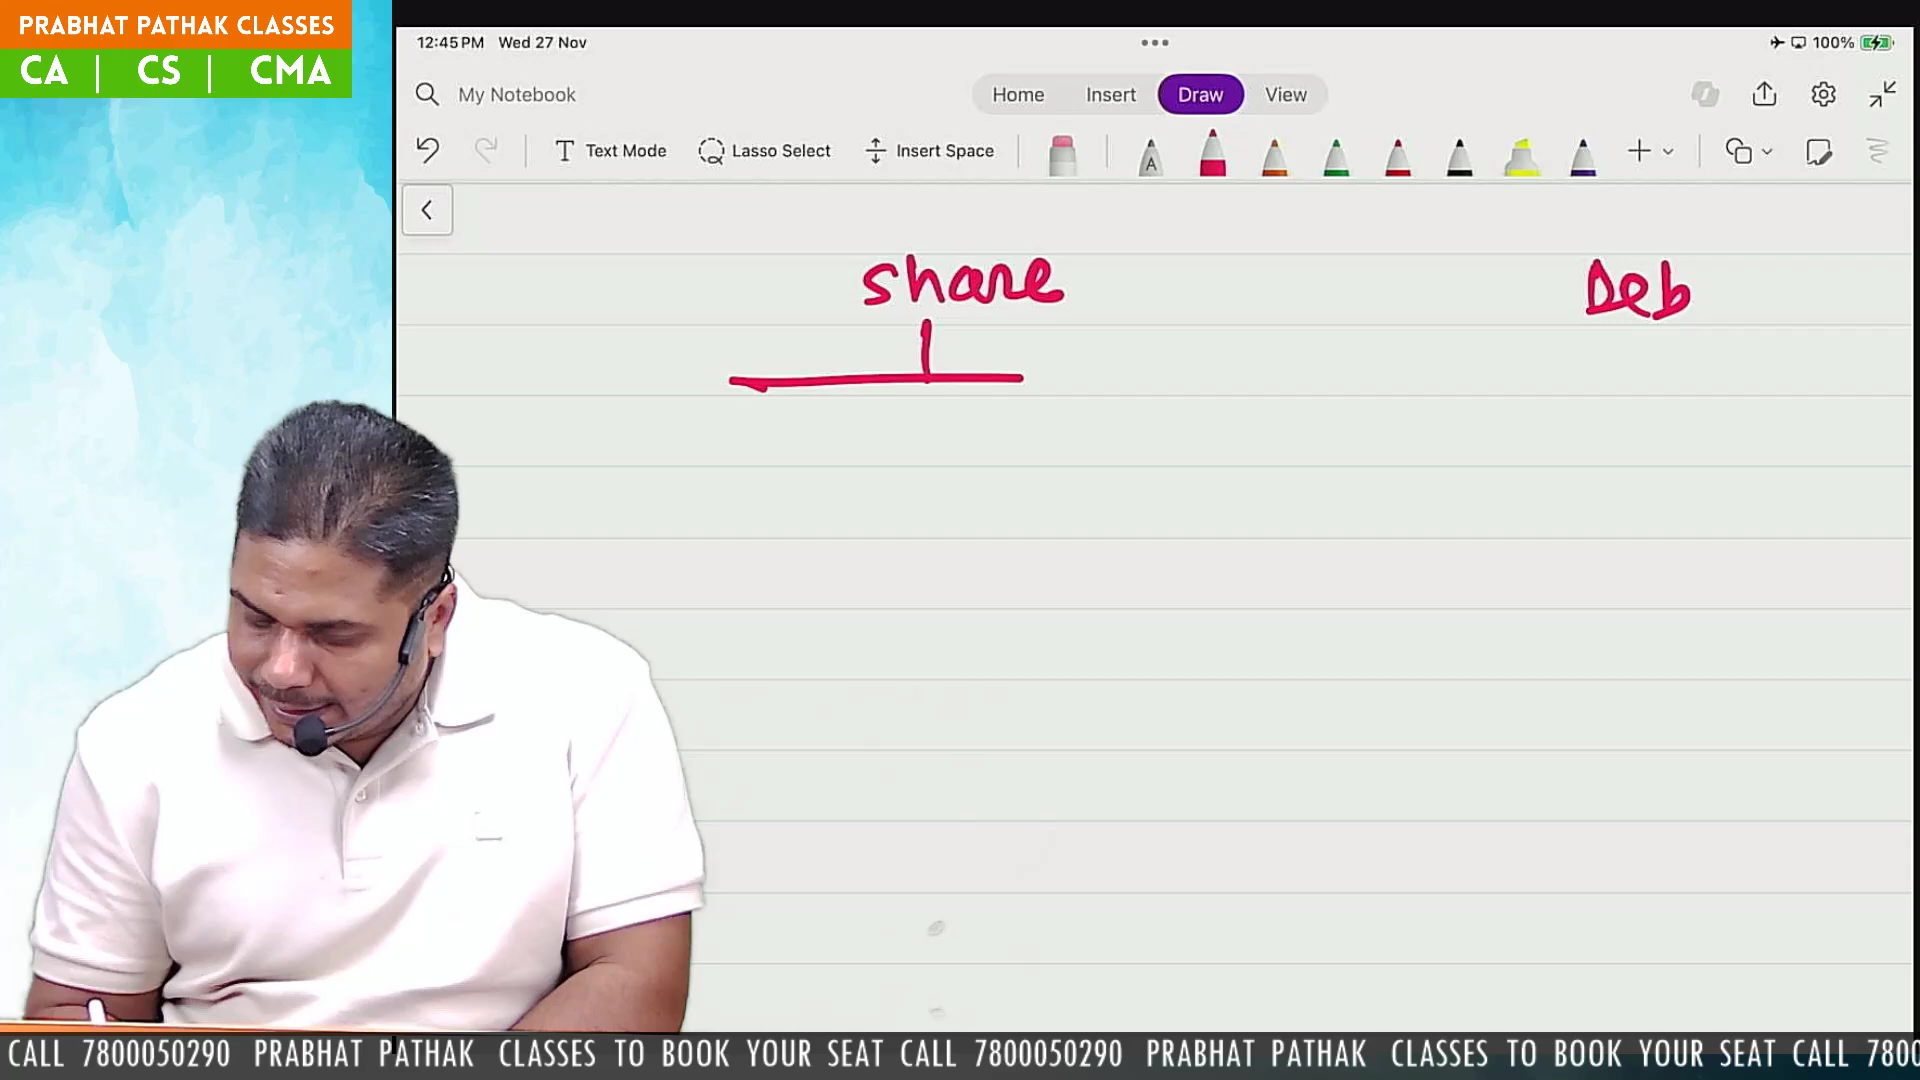 PRABHAT PATHAK CLASSES
CA | CS | CMA
12:45 PM Wed 27 Nov
100%
My Notebook
Home Insert Draw View
Text Mode Lasso Select Insert Space
A
share
Deb
CALL 7800050290 PRABHAT PATHAK CLASSES TO BOOK YOUR SEAT CALL 7800050290 PRABHAT PATHAK CLASSES TO BOOK YOUR SEAT CALL 7800